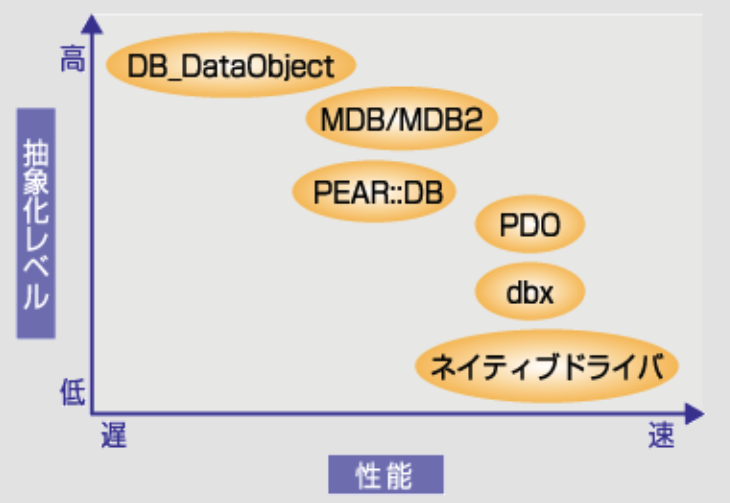 高
DB_DataObject
MDB/MDB2
抽象化レベル
PEAR::DB
PDO
dbx
ネイティブドライバ
低
遅
速
性能